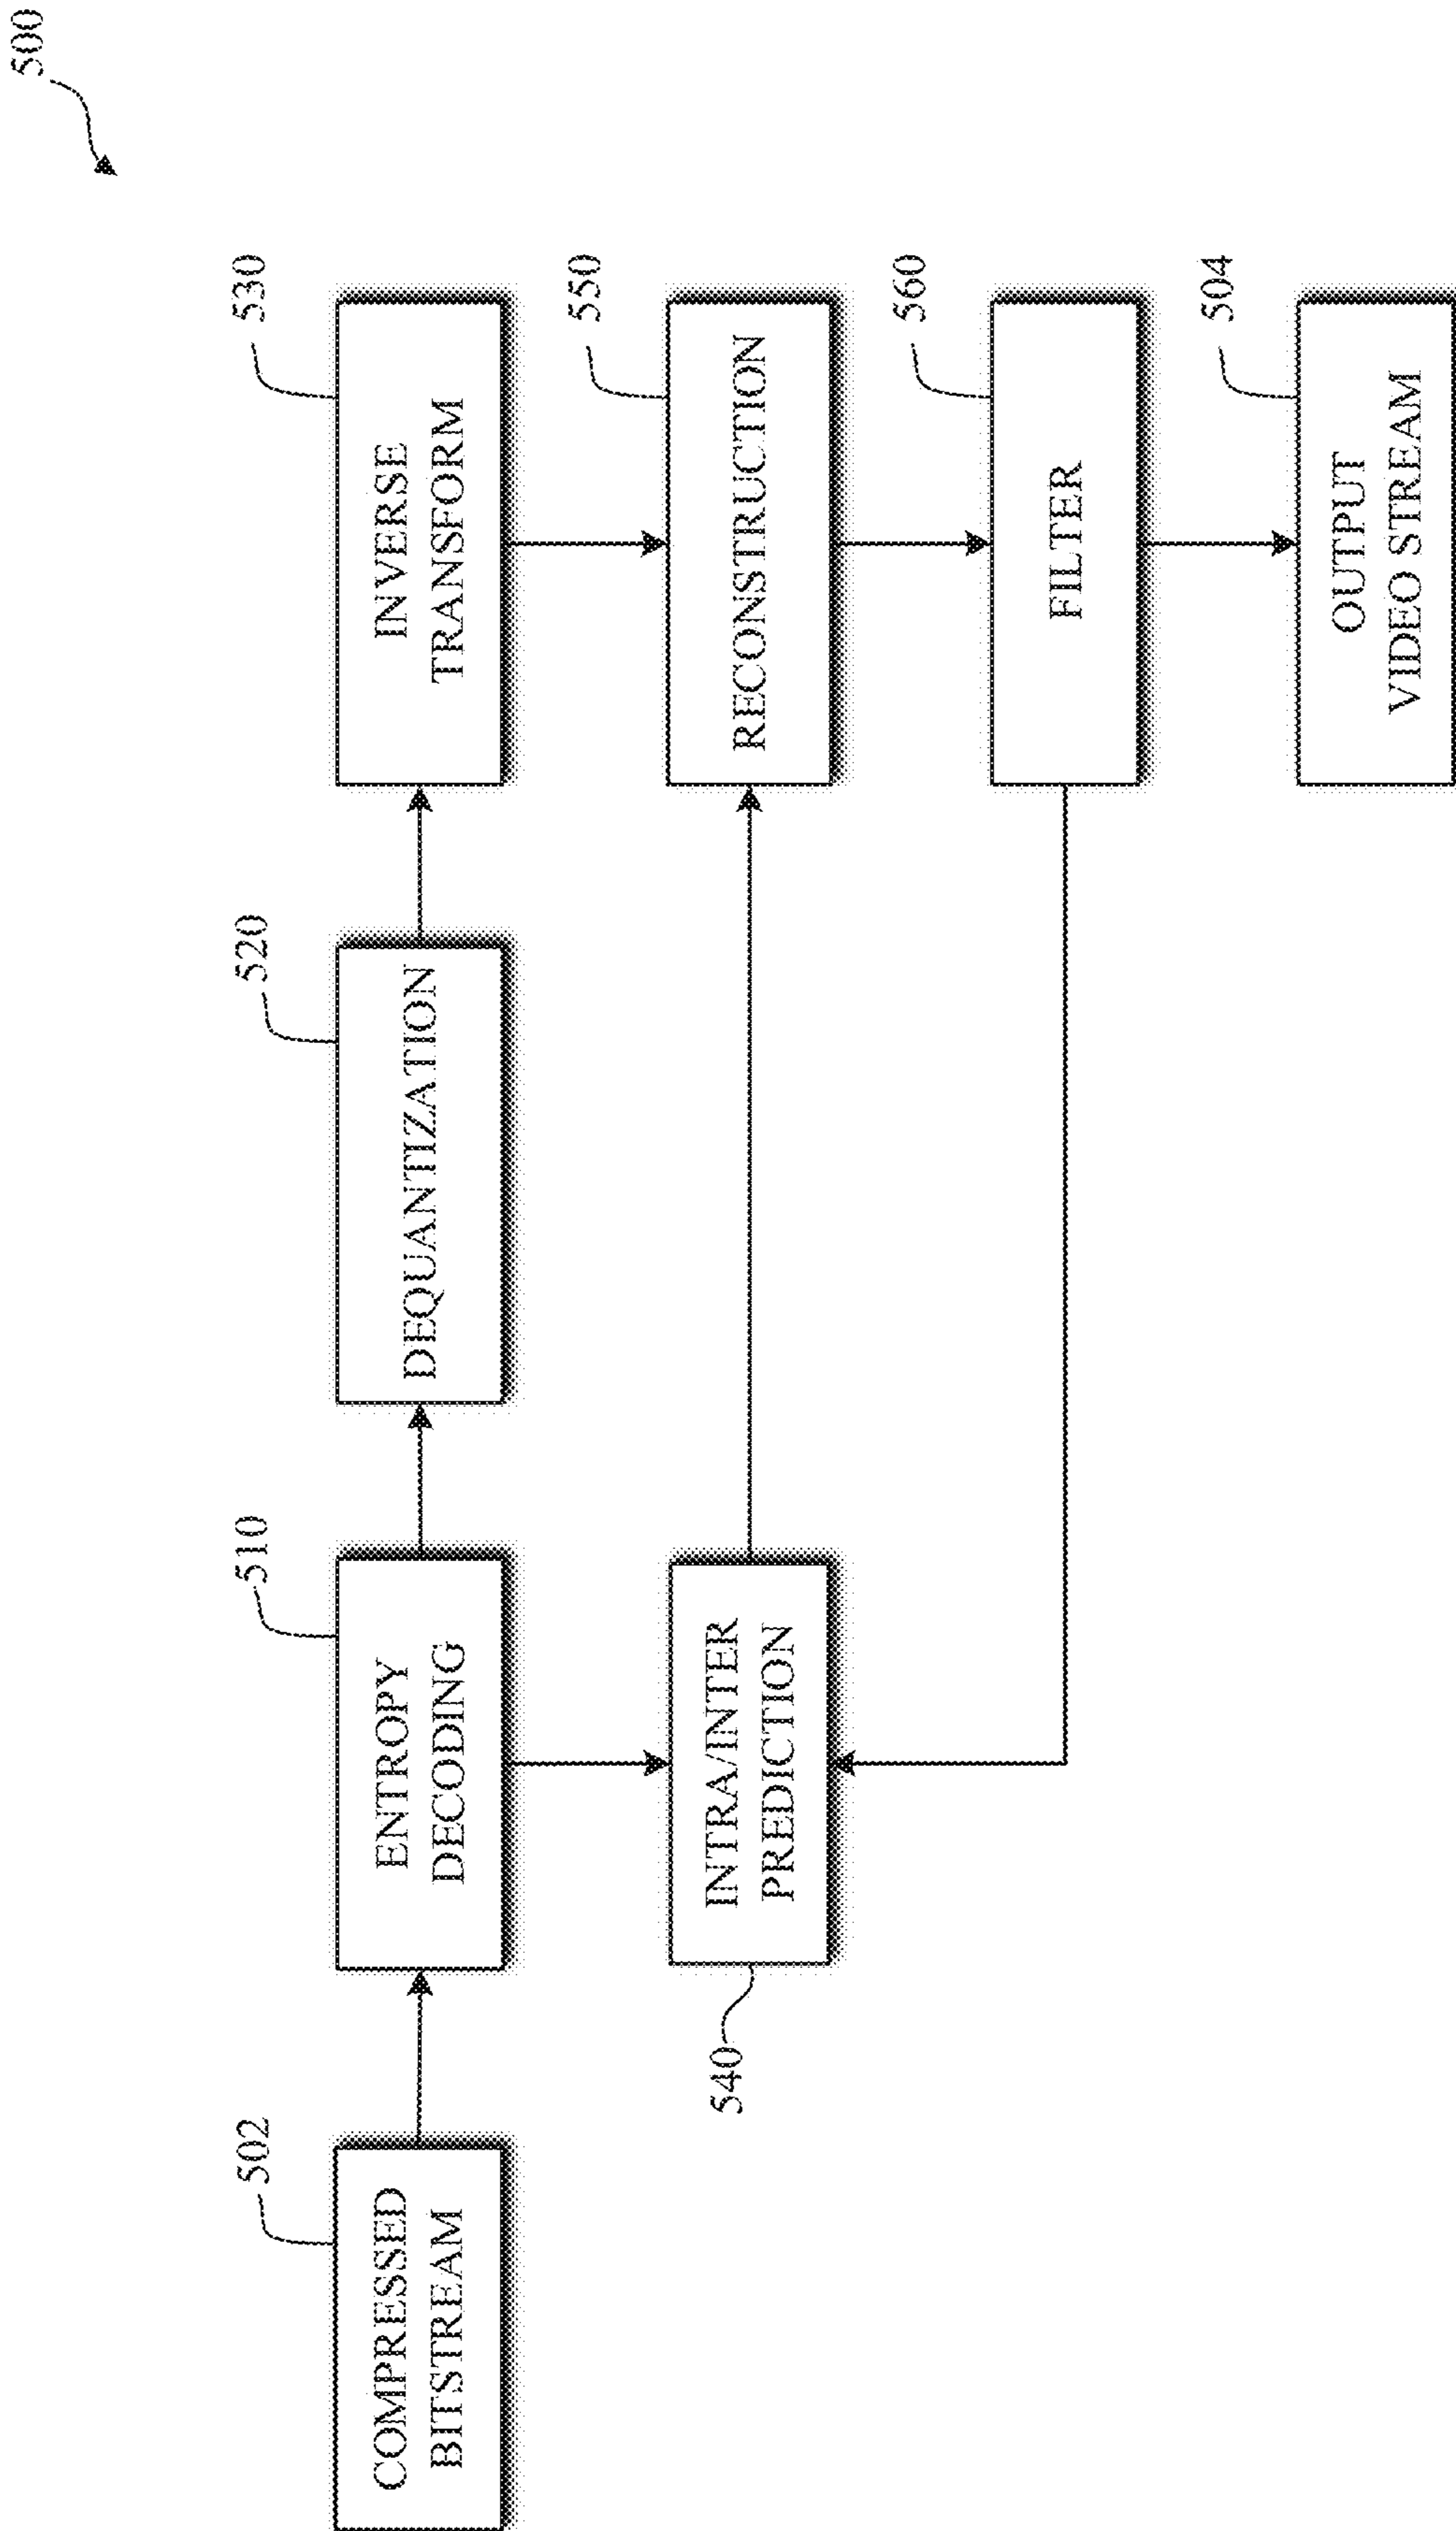 500
502
COMPRESSED
BITSTREAM
510
ENTROPY
DECODING
520
DEQUANTIZATION
530
INVERSE
TRANSFORM
540
INTRA/INTER
PREDICTION
550
RECONSTRUCTION
560
FILTER
504
OUTPUT
VIDEO STREAM